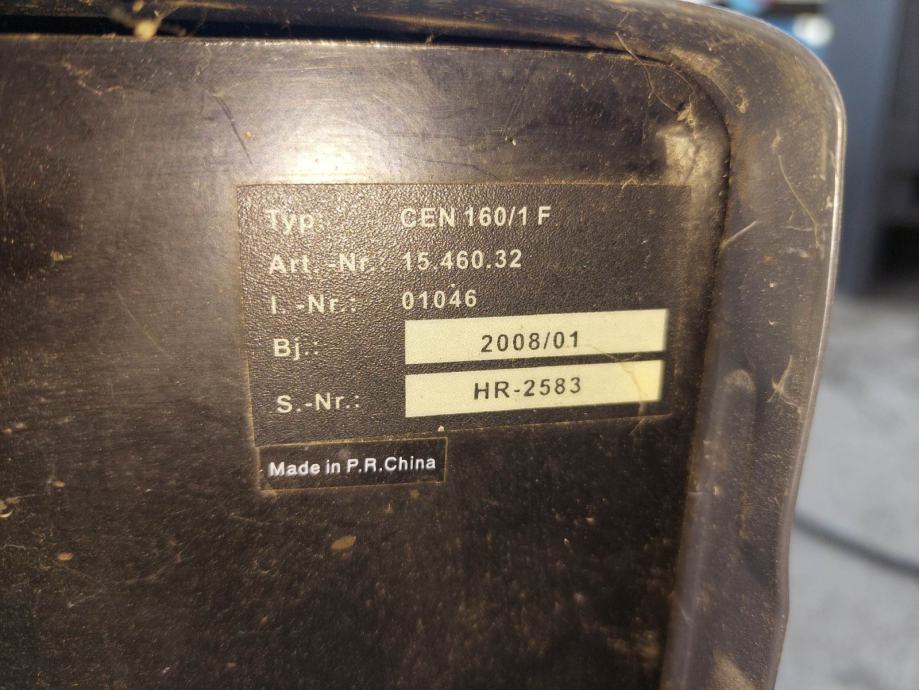 Typ: CEN 160/1 F
Art.-Nr.: 15.460.32
I.-Nr.: 01046
Bj.: 2008/01
S.-Nr.: HR-2583
Made in P.R.China